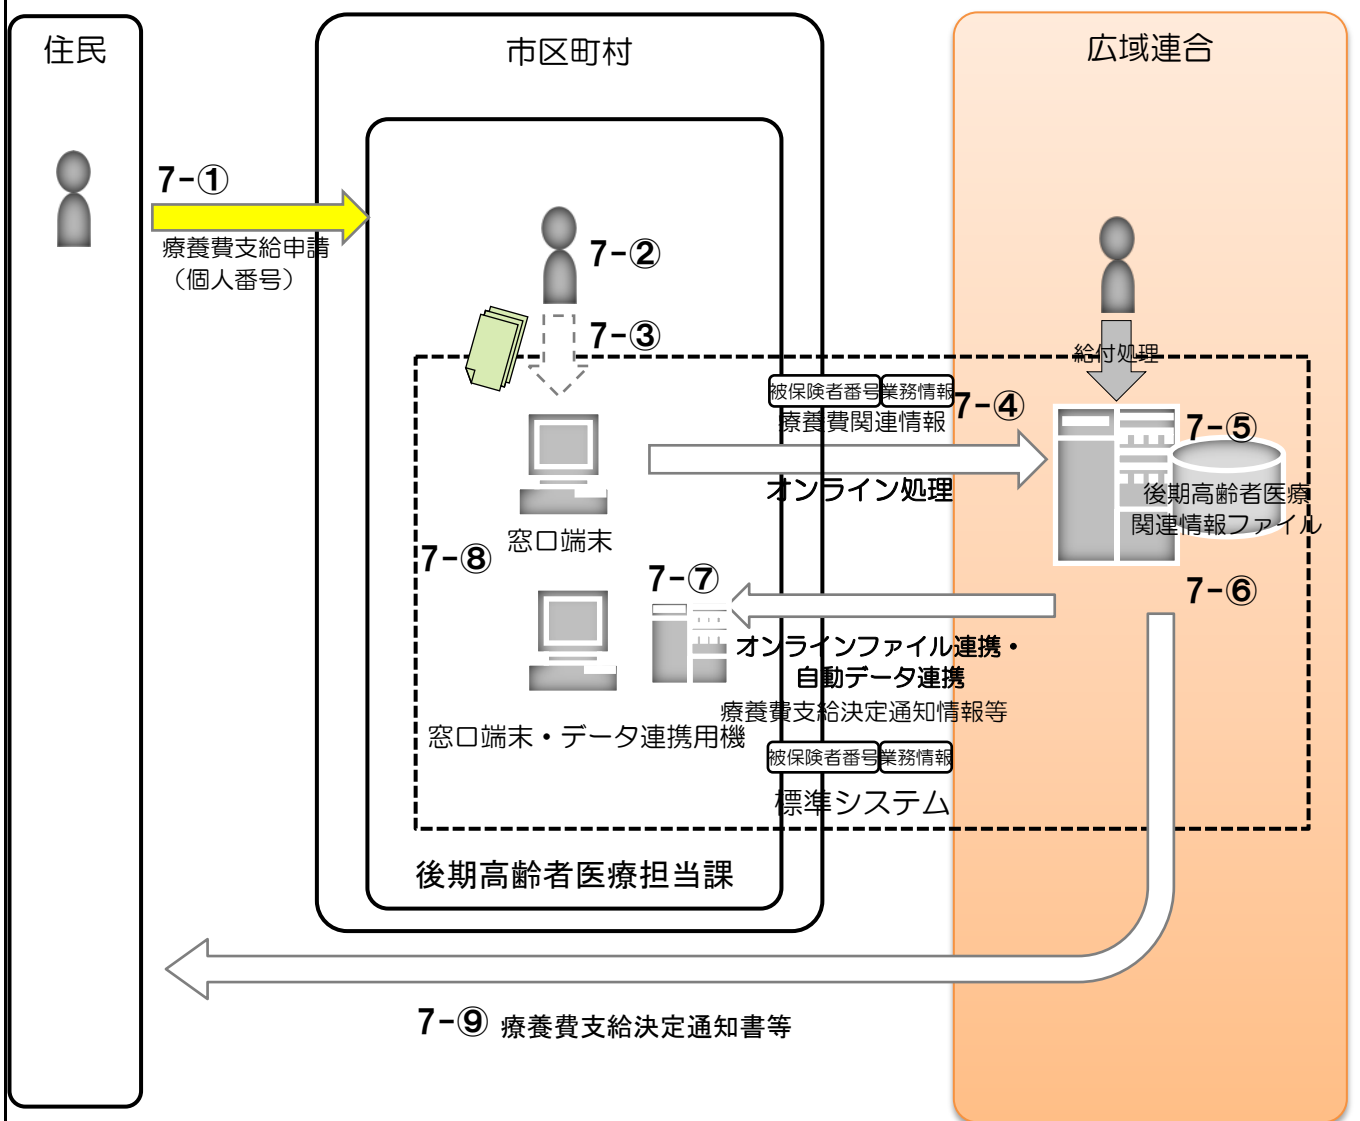 住民
市区町村
広域連合
7-①
療養費支給申請
（個人番号）
7-②
7-③
給付処理
被保険者番号 業務情報
療養費関連情報
7-④
オンライン処理
7-⑤
後期高齢者医療
関連情報ファイル
窓口端末
7-⑧
7-⑦
7-⑥
オンラインファイル連携・
自動データ連携
療養費支給決定通知情報等
窓口端末・データ連携用機
被保険者番号 業務情報
標準システム
後期高齢者医療担当課
7-⑨ 療養費支給決定通知書等